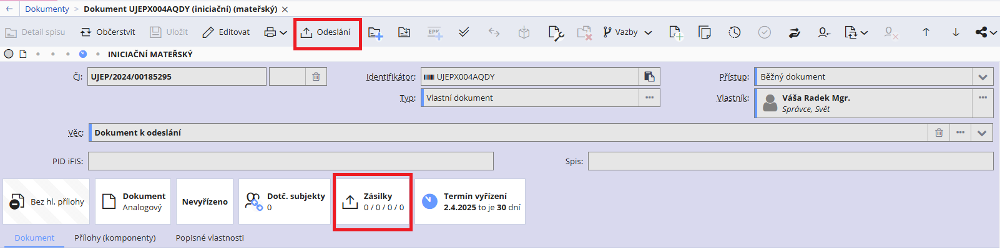 Dokumenty > Dokument UJEPX004AQDY (iniciační) (mateřský)
Detail spisu Občerstvit Uložit Editovat Odeslání EPK Vazby
INICIAČNÍ MATEŘSKÝ
ČJ: UJEP/2024/00185295 Identifikátor: UJEPX004AQDY Přístup: Běžný dokument
Typ: Vlastní dokument Vlastník: Váša Radek Mgr.
Správce, Svět
Věc: Dokument k odeslání
PID iFIS: Spis:
Bez hl. přílohy Dokument Nevyřízeno Dotč. subjekty Zásilky Termín vyřízení
Analogový 0 0 / 0 / 0 / 0 2.4.2025 to je 30 dní
Dokument Přílohy (komponenty) Popisné vlastnosti